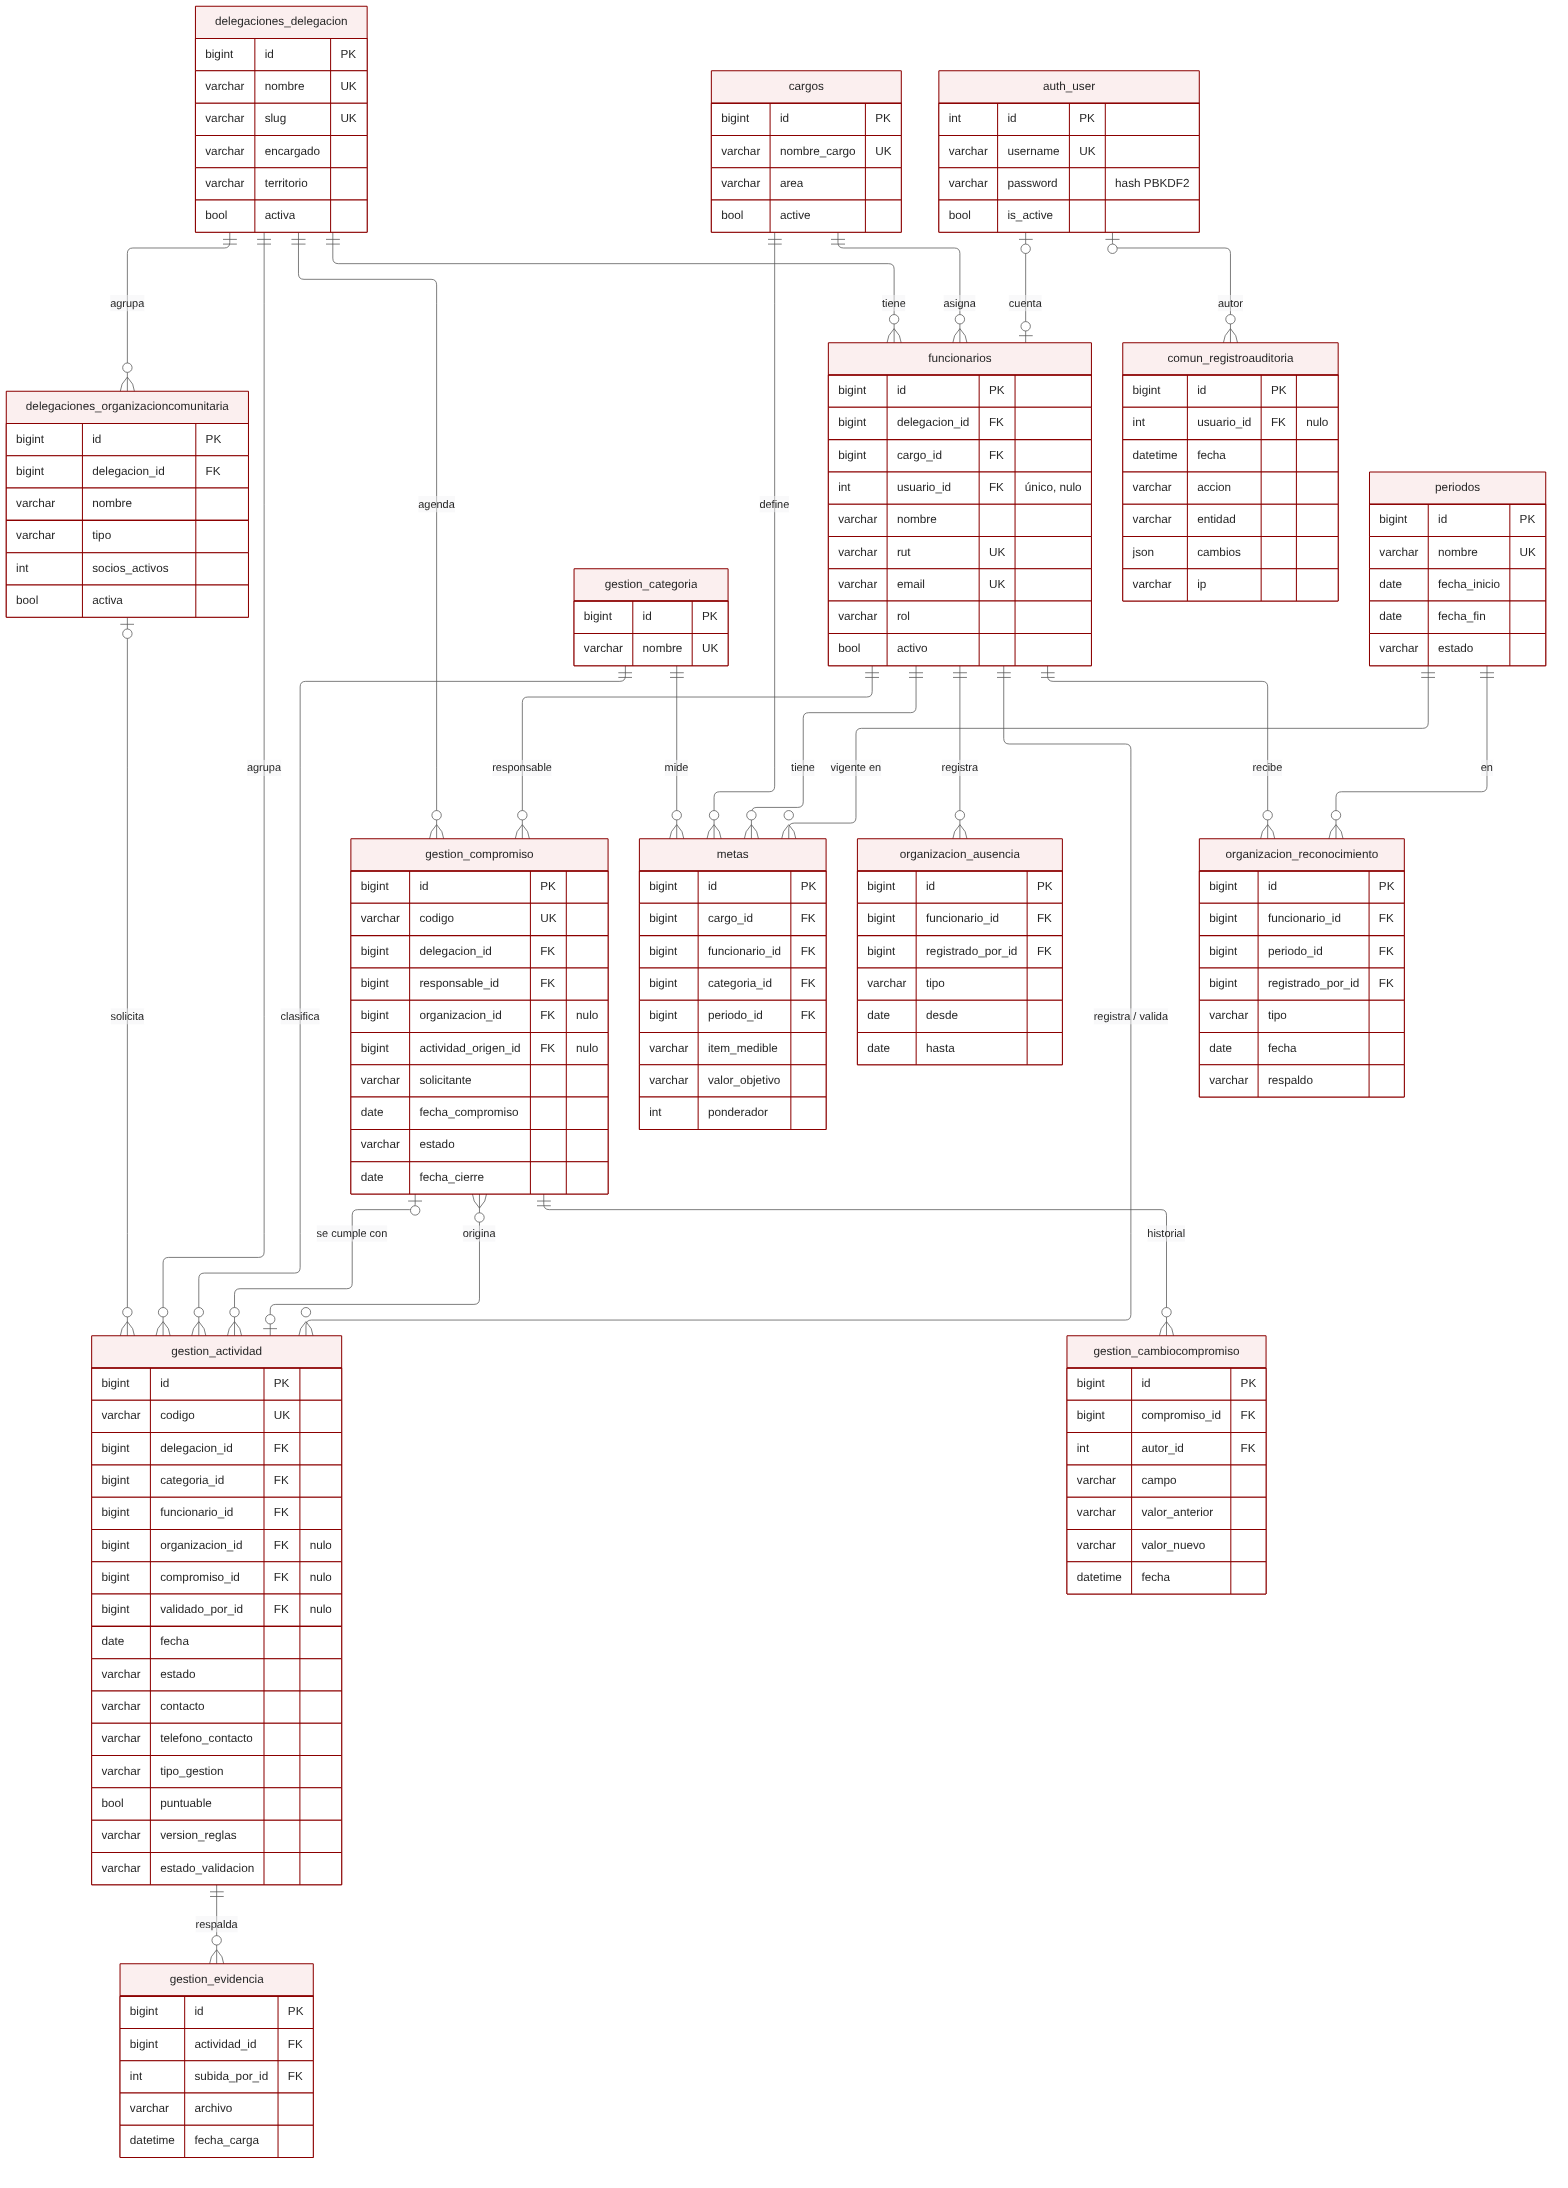 delegaciones_delegacion
bigint id PK
varchar nombre UK
varchar slug UK
varchar encargado
varchar territorio
bool activa
cargos
bigint id PK
varchar nombre_cargo UK
varchar area
bool active
auth_user
int id PK
varchar username UK
varchar password hash PBKDF2
bool is_active
agrupa
tiene
asigna
cuenta
autor
delegaciones_organizacioncomunitaria
bigint id PK
bigint delegacion_id FK
varchar nombre
varchar tipo
int socios_activos
bool activa
funcionarios
bigint id PK
bigint delegacion_id FK
bigint cargo_id FK
int usuario_id FK único, nulo
varchar nombre
varchar rut UK
varchar email UK
varchar rol
bool activo
comun_registroauditoria
bigint id PK
int usuario_id FK nulo
datetime fecha
varchar accion
varchar entidad
json cambios
varchar ip
periodos
bigint id PK
varchar nombre UK
date fecha_inicio
date fecha_fin
varchar estado
agenda
define
gestion_categoria
bigint id PK
varchar nombre UK
agrupa
responsable
mide
tiene
vigente en
registra
recibe
en
gestion_compromiso
bigint id PK
varchar codigo UK
bigint delegacion_id FK
bigint responsable_id FK
bigint organizacion_id FK nulo
bigint actividad_origen_id FK nulo
varchar solicitante
date fecha_compromiso
varchar estado
date fecha_cierre
metas
bigint id PK
bigint cargo_id FK
bigint funcionario_id FK
bigint categoria_id FK
bigint periodo_id FK
varchar item_medible
varchar valor_objetivo
int ponderador
organizacion_ausencia
bigint id PK
bigint funcionario_id FK
bigint registrado_por_id FK
varchar tipo
date desde
date hasta
organizacion_reconocimiento
bigint id PK
bigint funcionario_id FK
bigint periodo_id FK
bigint registrado_por_id FK
varchar tipo
date fecha
varchar respaldo
solicita
clasifica
registra / valida
se cumple con
origina
historial
gestion_actividad
bigint id PK
varchar codigo UK
bigint delegacion_id FK
bigint categoria_id FK
bigint funcionario_id FK
bigint organizacion_id FK nulo
bigint compromiso_id FK nulo
bigint validado_por_id FK nulo
date fecha
varchar estado
varchar contacto
varchar telefono_contacto
varchar tipo_gestion
bool puntuable
varchar version_reglas
varchar estado_validacion
gestion_cambiocompromiso
bigint id PK
bigint compromiso_id FK
int autor_id FK
varchar campo
varchar valor_anterior
varchar valor_nuevo
datetime fecha
respalda
gestion_evidencia
bigint id PK
bigint actividad_id FK
int subida_por_id FK
varchar archivo
datetime fecha_carga